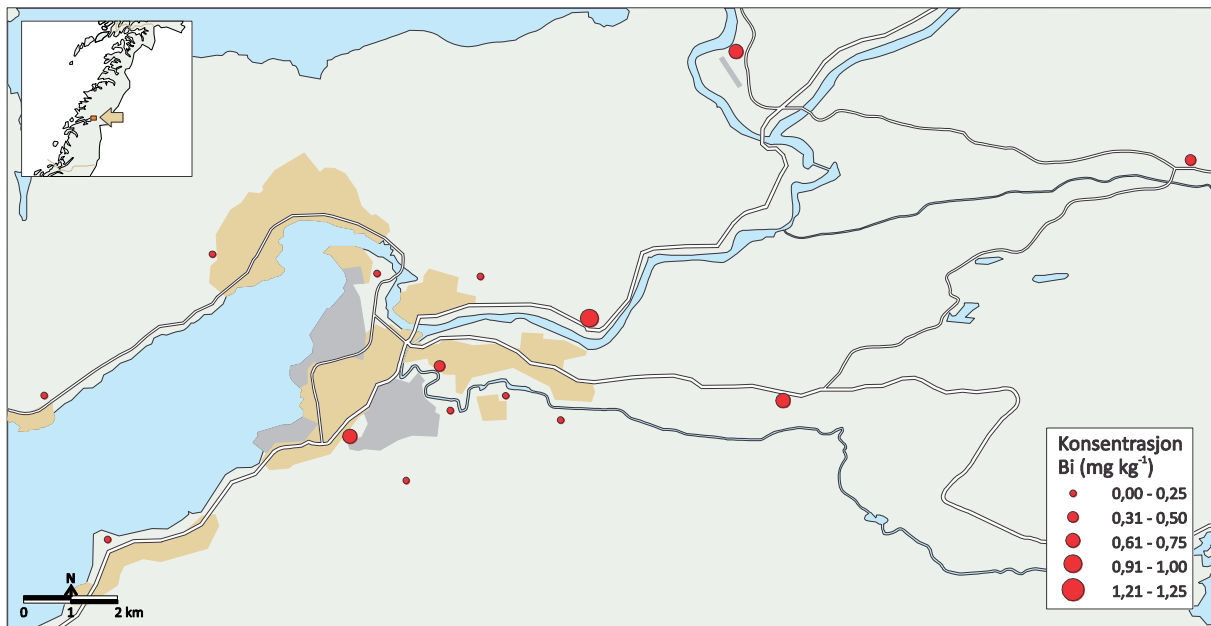 Konsentrasjon
Bi (mg kg⁻¹)
0,00 - 0,25
0,31 - 0,50
0,61 - 0,75
0,91 - 1,00
1,21 - 1,25
N
0 1 2 km